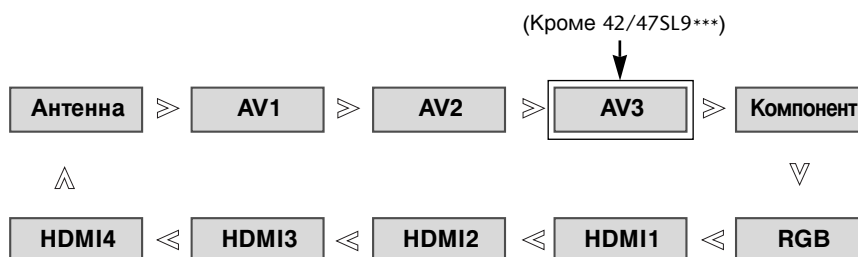 (Кроме 42/47SL9***)
Антенна
AV1
AV2
AV3
Компонент
HDMI4
HDMI3
HDMI2
HDMI1
RGB